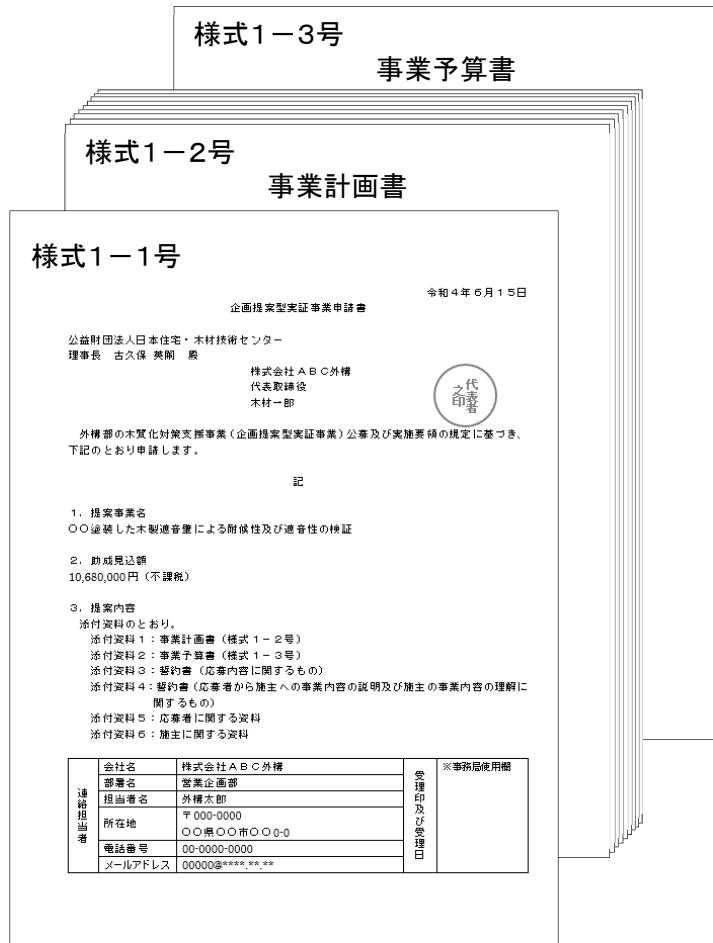 様式1-3号
事業予算書
様式1-2号
事業計画書
様式1-1号
令和4年6月15日
企画提案型実証事業申請書
公益財団法人日本住宅・木材技術センター
理事長 古久保 英嗣 殿
株式会社ABC外構
代表取締役
木材一郎
代表者之印
外構部の木質化対策支援事業(企画提案型実証事業)公募及び実施要領の規定に基づき、
下記のとおり申請します。
記
1.提案事業名
〇〇塗装した木製遮音壁による耐候性及び遮音性の検証
2.助成見込額
10,680,000円(不課税)
3.提案内容
添付資料のとおり。
添付資料1:事業計画書(様式1-2号)
添付資料2:事業予算書(様式1-3号)
添付資料3:誓約書(応募内容に関するもの)
添付資料4:誓約書(応募者から施主への事業内容の説明及び施主の事業内容の理解に
関するもの)
添付資料5:応募者に関する資料
添付資料6:施主に関する資料
連絡担当者
会社名 株式会社ABC外構
部署名 営業企画部
担当者名 外構太郎
所在地 〒000-0000
〇〇県〇〇市〇〇0-0
電話番号 00-0000-0000
メールアドレス 00000@****.**.**
受理印及び受理日
※事務局使用欄